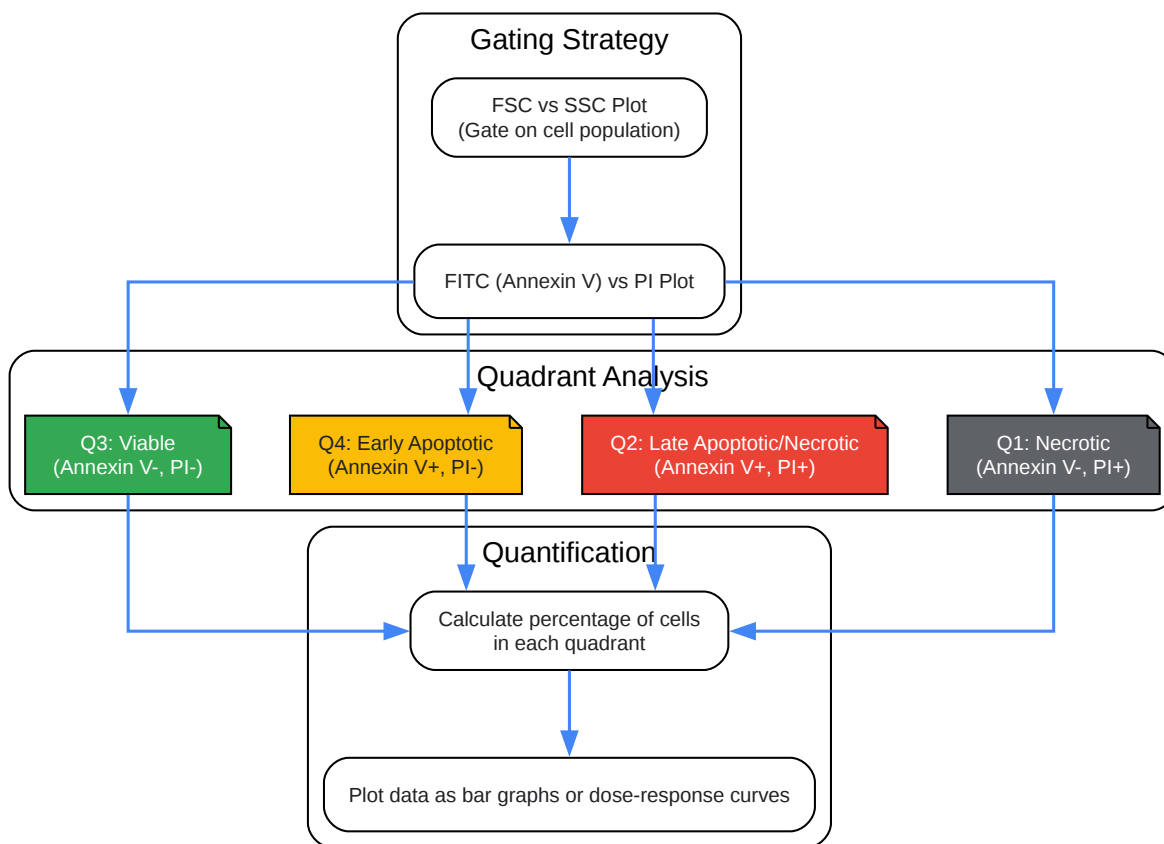 Gating Strategy
FSC vs SSC Plot
(Gate on cell population)
FITC (Annexin V) vs PI Plot
Quadrant Analysis
Q3: Viable
(Annexin V-, PI-)
Q4: Early Apoptotic
(Annexin V+, PI-)
Q2: Late Apoptotic/Necrotic
(Annexin V+, PI+)
Q1: Necrotic
(Annexin V-, PI+)
Quantification
Calculate percentage of cells
in each quadrant
Plot data as bar graphs or dose-response curves